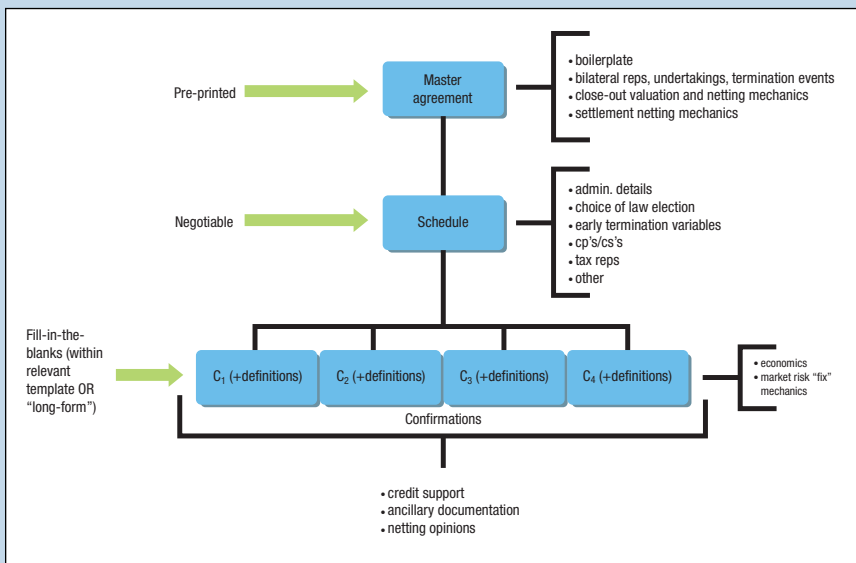 Pre-printed
Master
agreement
• boilerplate
• bilateral reps, undertakings, termination events
• close-out valuation and netting mechanics
• settlement netting mechanics
Negotiable
Schedule
• admin. details
• choice of law election
• early termination variables
• cp's/cs's
• tax reps
• other
Fill-in-the-
blanks (within
relevant
template OR
“long-form”)
C1 (+definitions)
C2 (+definitions)
C3 (+definitions)
C4 (+definitions)
• economics
• market risk “fix”
mechanics
Confirmations
• credit support
• ancillary documentation
• netting opinions